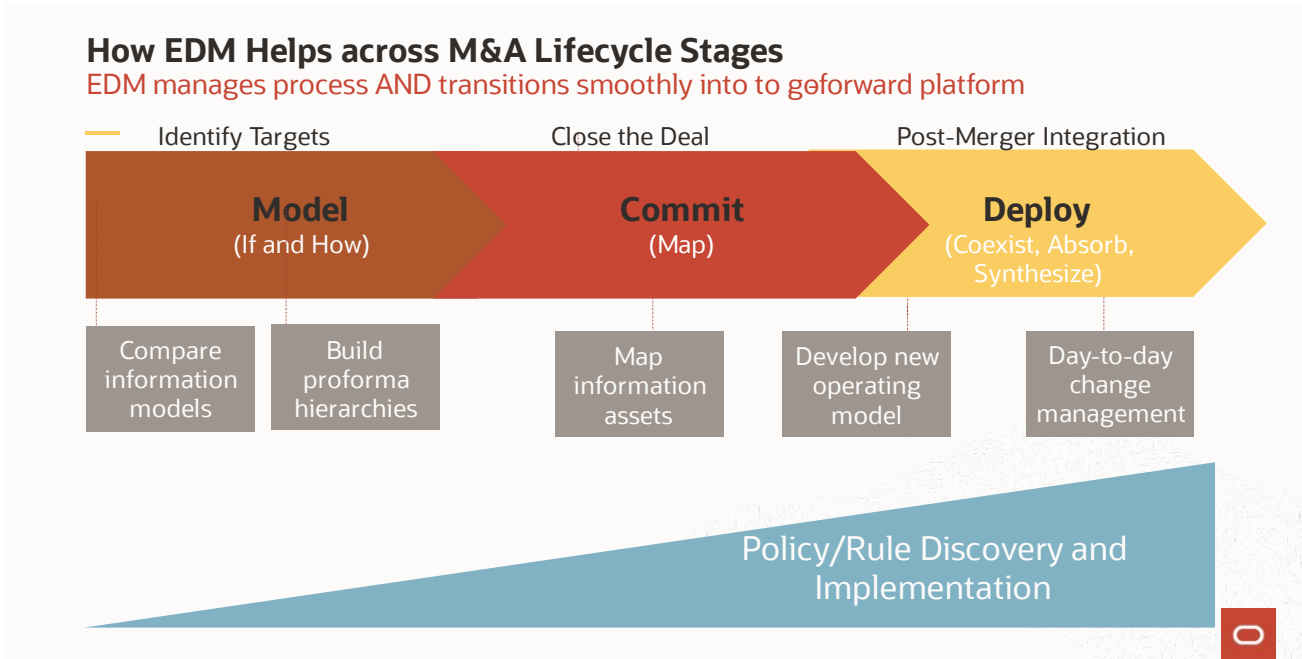 How EDM Helps across M&A Lifecycle Stages
EDM manages process AND transitions smoothly into to goforward platform
Identify Targets
Close the Deal
Post-Merger Integration
Model
(If and How)
Commit
(Map)
Deploy
(Coexist, Absorb,
Synthesize)
Compare
information
models
Build
proforma
hierarchies
Map
information
assets
Develop new
operating
model
Day-to-day
change
management
Policy/Rule Discovery and
Implementation